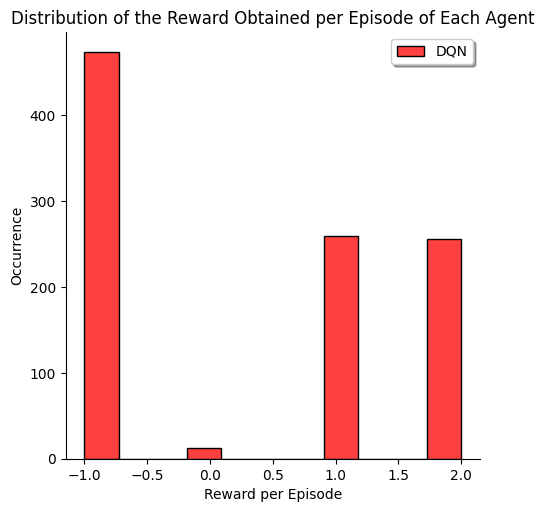 Distribution of the Reward Obtained per Episode of Each Agent
DQN
400
300
200
100
0
Occurrence
−1.0 −0.5 0.0 0.5 1.0 1.5 2.0
Reward per Episode